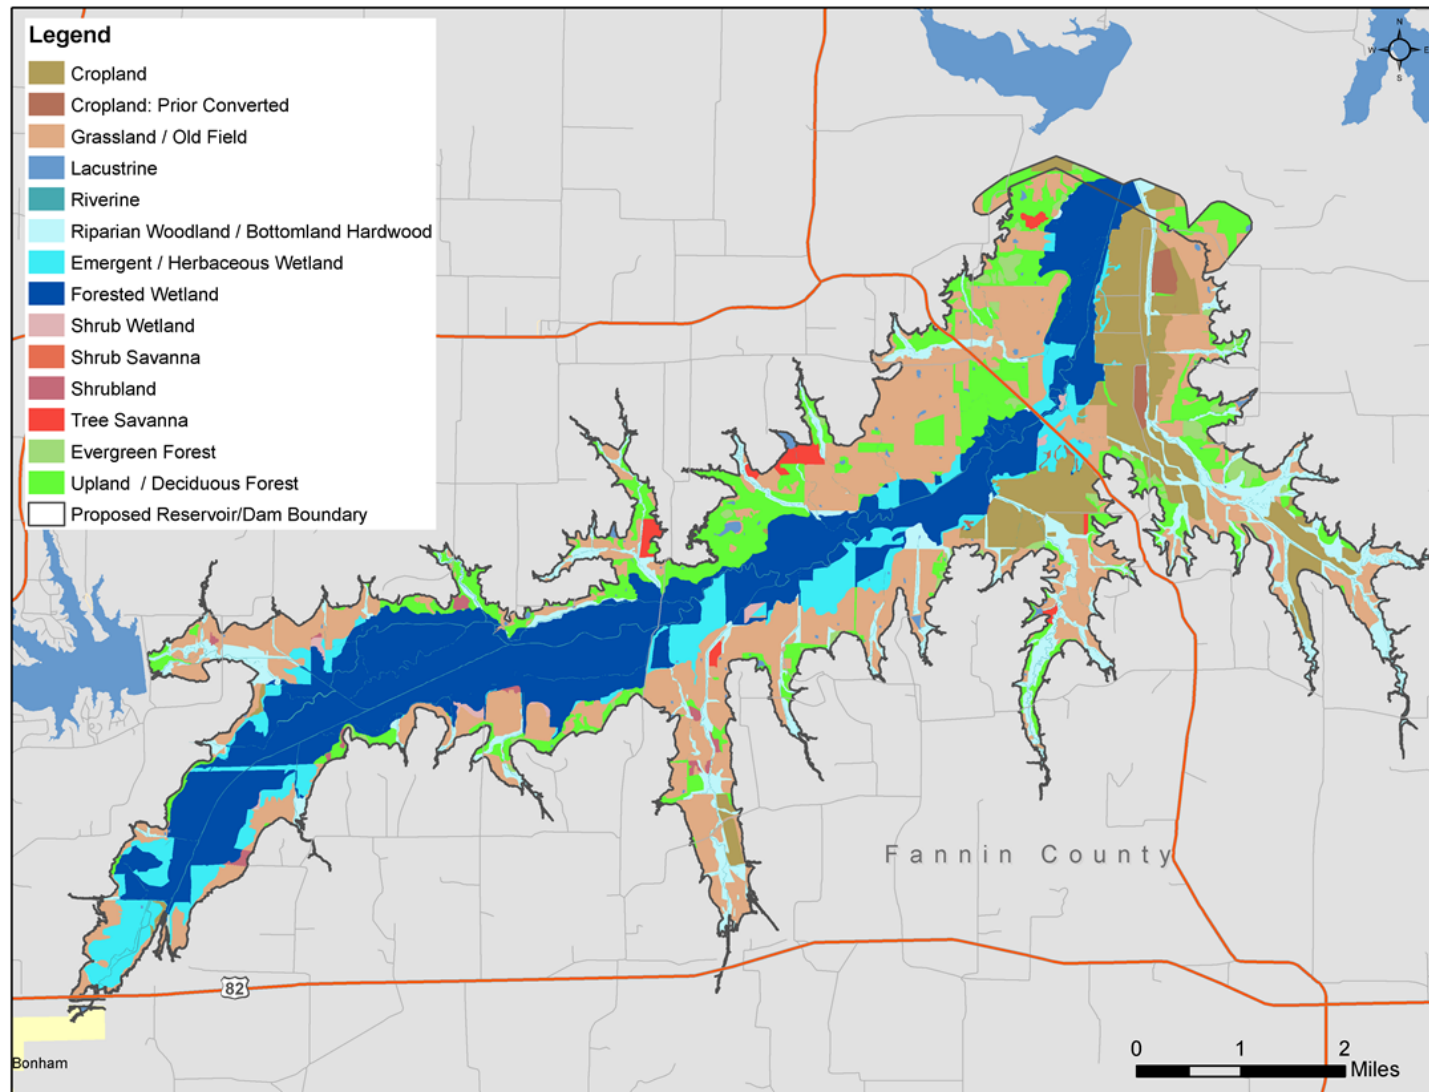 Legend
Cropland
Cropland: Prior Converted
Grassland / Old Field
Lacustrine
Riverine
Riparian Woodland / Bottomland Hardwood
Emergent / Herbaceous Wetland
Forested Wetland
Shrub Wetland
Shrub Savanna
Shrubland
Tree Savanna
Evergreen Forest
Upland / Deciduous Forest
Proposed Reservoir/Dam Boundary
N
W E
S
Fannin County
82
Bonham
0 1 2
Miles